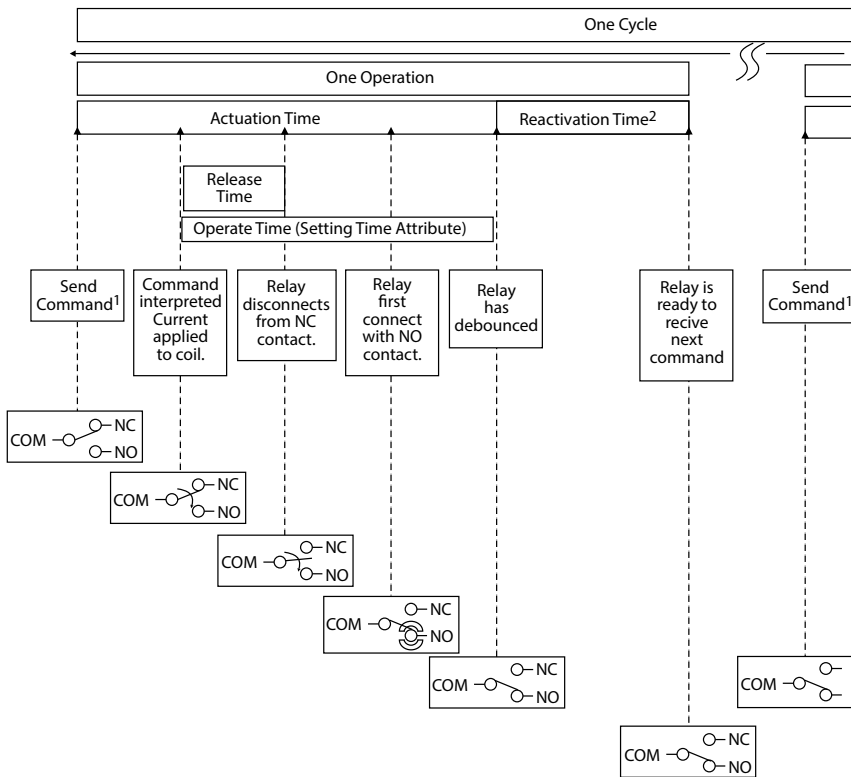 One Cycle
One Operation
Actuation Time
Reactivation Time2
Release
Time
Operate Time (Setting Time Attribute)
Send
Command1
Command
interpreted
Current
applied
to coil.
Relay
disconnects
from NC
contact.
Relay
first
connect
with NO
contact.
Relay
has
debounced
Relay is
ready to
recive
next
command
Send
Command1
COM
NC
NO
COM
NC
NO
COM
NC
NO
COM
NC
NO
COM
NC
NO
COM
COM
NC
NO